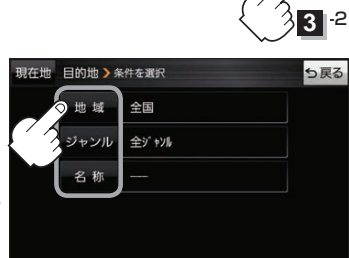 3 -2
現在地 目的地 > 条件を選択 戻る
地 域 全国
ジャンル 全ｼﾞｬﾝﾙ
名 称 ----